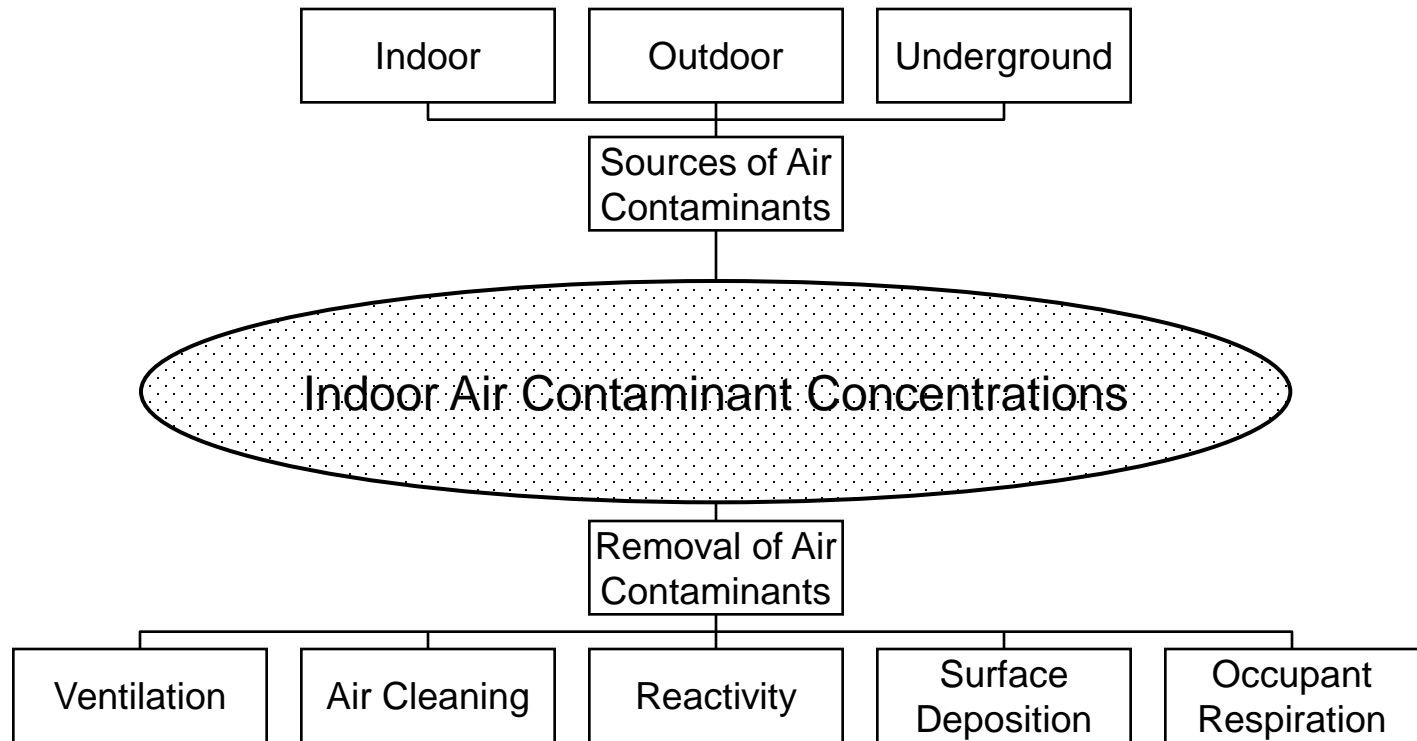 Indoor
Outdoor
Underground
Sources of Air
Contaminants
Indoor Air Contaminant Concentrations
Removal of Air
Contaminants
Ventilation
Air Cleaning
Reactivity
Surface
Deposition
Occupant
Respiration